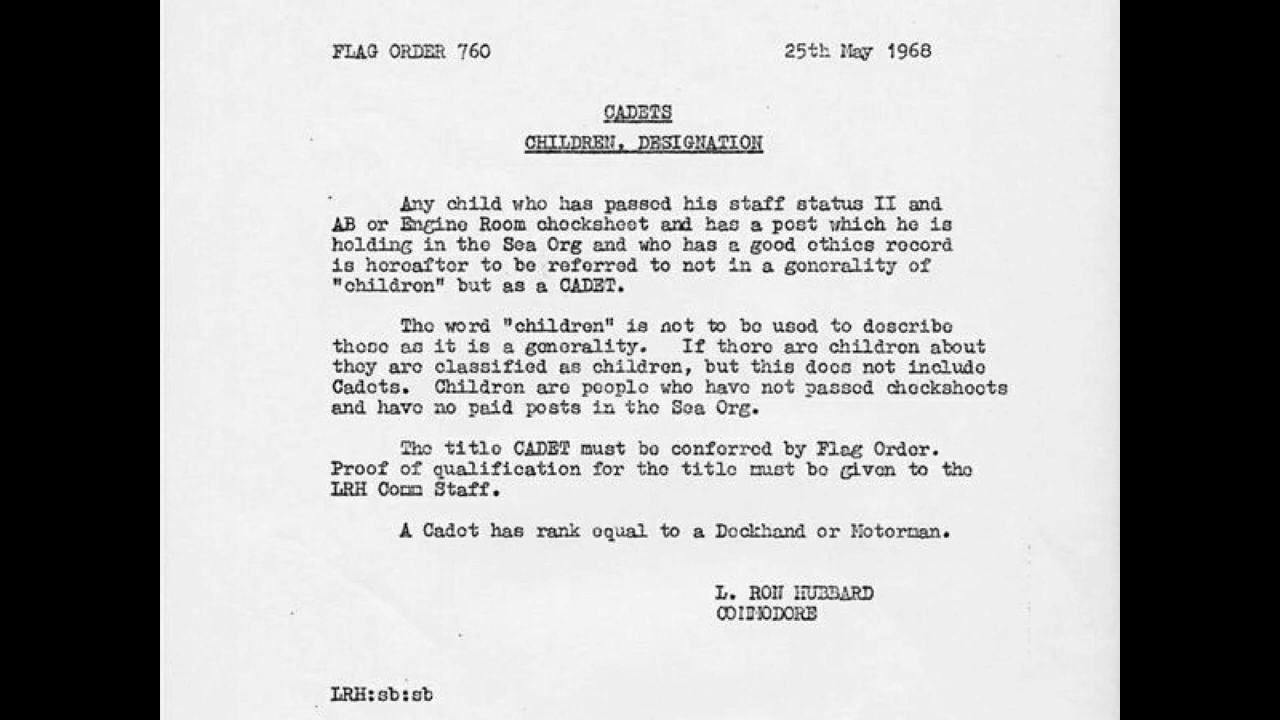 FLAG ORDER 760 25th May 1968
CADETS
CHILDREN, DESIGNATION
Any child who has passed his staff status II and
AB or Engine Room checksheet and has a post which he is
holding in the Sea Org and who has a good ethics record
is hereafter to be referred to not in a generality of
"children" but as a CADET.
The word "children" is not to be used to describe
these as it is a generality. If there are children about
they are classified as children, but this does not include
Cadets. Children are people who have not passed checksheets
and have no paid posts in the Sea Org.
The title CADET must be conferred by Flag Order.
Proof of qualification for the title must be given to the
LRH Comm Staff.
A Cadet has rank equal to a Deckhand or Motorman.
L. RON HUBBARD
COMMODORE
LRH:sb:sb